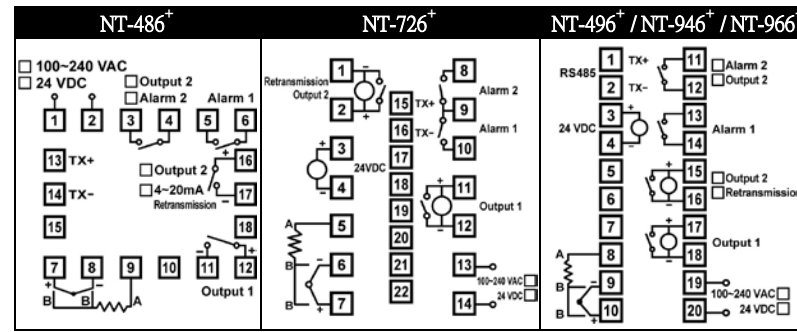 NT-486+
NT-726+
NT-496+ / NT-946+ / NT-966+
100~240 VAC
24 VDC
Output 2
Alarm 2
Alarm 1
1 2 3 4 5 6
13 TX+
14 TX-
15
Output 2
4~20mA
Retransmission
+ 16
- 17
18
7 8 9 10 11 12
+ - - +
B B A
Output 1
Retransmission
Output 2
1 -
2 +
3 +
4 -
24VDC
A 5
B 6
B 7
15 TX+
16 TX-
17
18
19
20
21
22
8
9
10
Alarm 2
Alarm 1
11 +
12 -
Output 1
13
14
100~240 VAC
24 VDC
RS485
1 TX+
2 TX-
24 VDC
3 +
4 -
5
6
7
A 8
B 9
B 10
11
12
Alarm 2
Output 2
13
14
Alarm 1
15 +
16 -
Output 2
Retransmission
17 +
18 -
Output 1
19
20
100~240 VAC
24 VDC